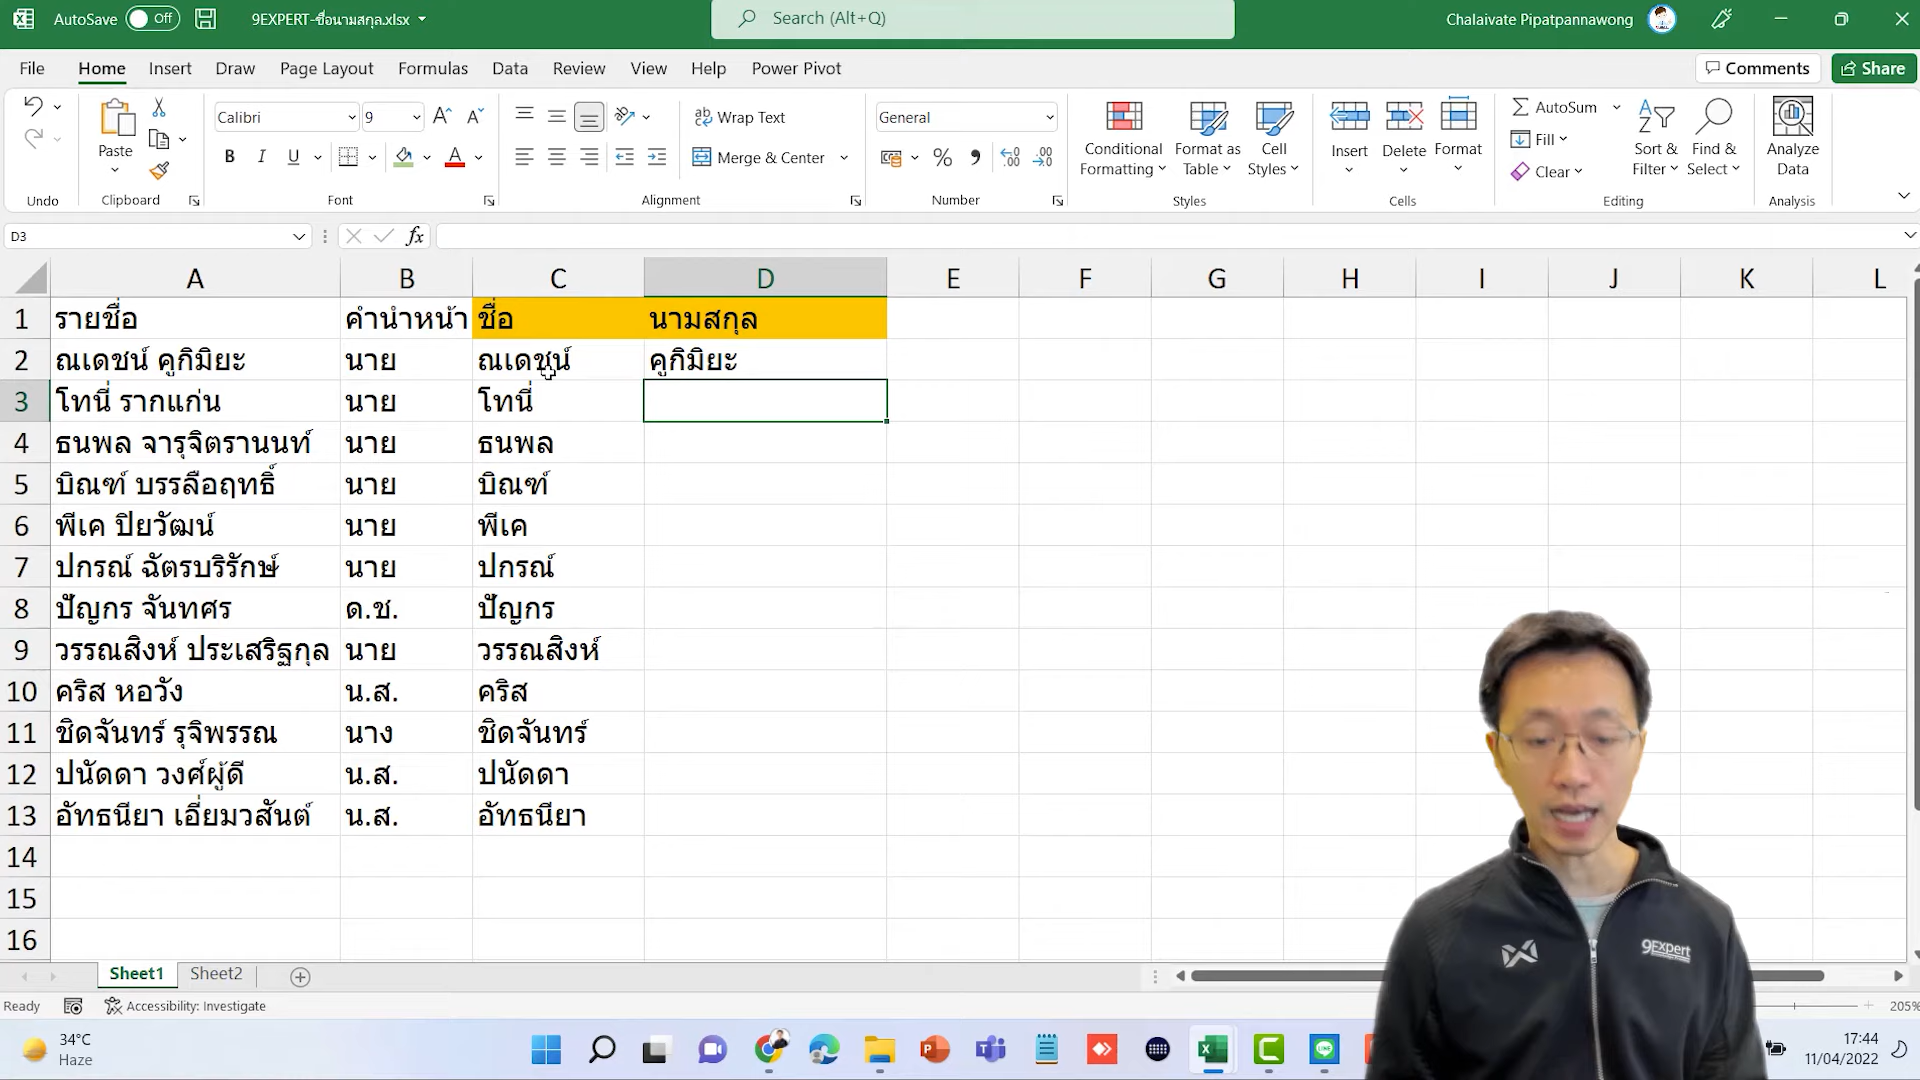 AutoSave Off 9EXPERT-ชื่อนามสกุล.xlsx Search (Alt+Q) Chalaivate Pipatpannawong
File Home Insert Draw Page Layout Formulas Data Review View Help Power Pivot Comments Share
Calibri 9 Wrap Text General AutoSum
Paste B I U Merge & Center Conditional Formatting Format as Table Cell Styles Insert Delete Format Fill Clear Sort & Filter Find & Select Analyze Data
Undo Clipboard Font Alignment Number Styles Cells Editing Analysis
D3 fx
A B C D E F G H I J K L
1 รายชื่อ คำนำหน้า ชื่อ นามสกุล
2 ณเดชน์ คูกิมิยะ นาย ณเดชน์ คูกิมิยะ
3 โทนี่ รากแก่น นาย โทนี่
4 ธนพล จารุจิตรานนท์ นาย ธนพล
5 บิณฑ์ บรรลือฤทธิ์ นาย บิณฑ์
6 พีเค ปิยวัฒน์ นาย พีเค
7 ปกรณ์ ฉัตรบริรักษ์ นาย ปกรณ์
8 ปัญกร จันทศร ด.ช. ปัญกร
9 วรรณสิงห์ ประเสริฐกุล นาย วรรณสิงห์
10 คริส หอวัง น.ส. คริส
11 ชิดจันทร์ รุจิพรรณ นาง ชิดจันทร์
12 ปนัดดา วงศ์ผู้ดี น.ส. ปนัดดา
13 อัทธนียา เอี่ยมวสันต์ น.ส. อัทธนียา
14
15
16
9Expert
Sheet1 Sheet2
Ready Accessibility: Investigate 205%
34°C
Haze
17:44
11/04/2022